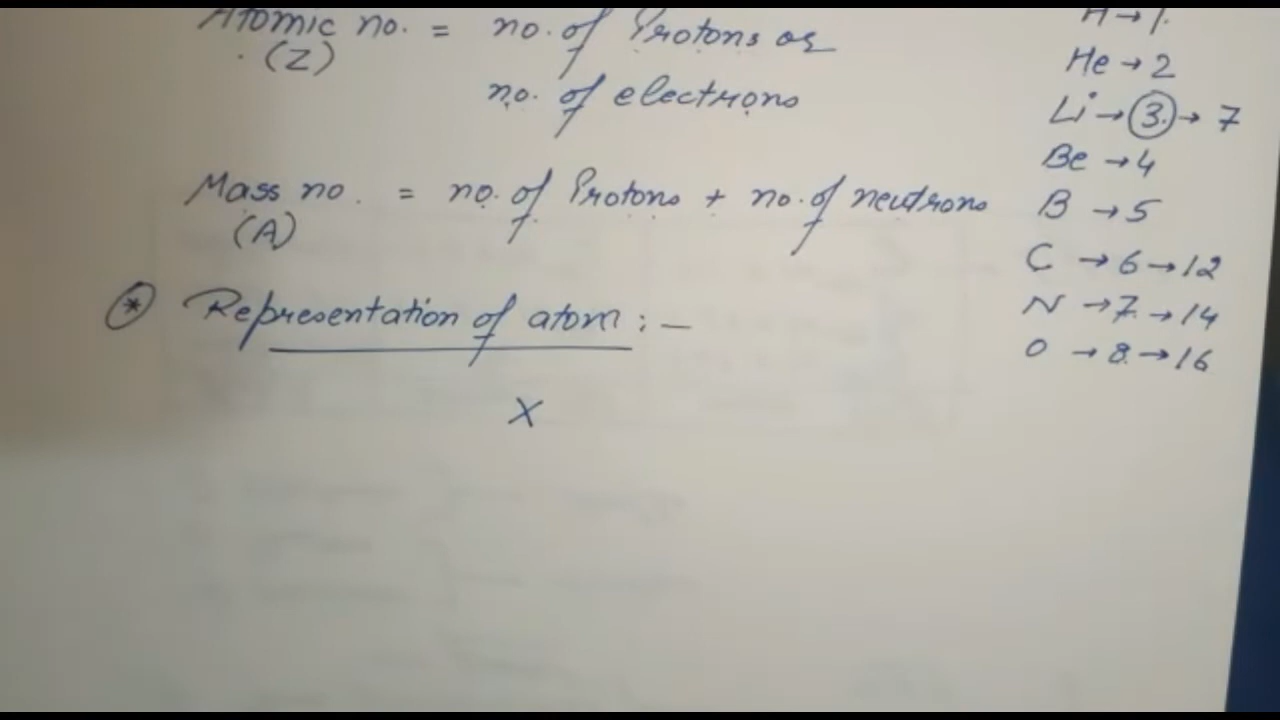 Atomic no. = no. of Protons or
(Z)
no. of electrons
Mass no. = no. of Protons + no. of neutrons
(A)
* Representation of atom : —
X
H → 1.
He → 2
Li → 3. → 7
Be → 4
B → 5
C → 6 → 12
N → 7. → 14
O → 8. → 16